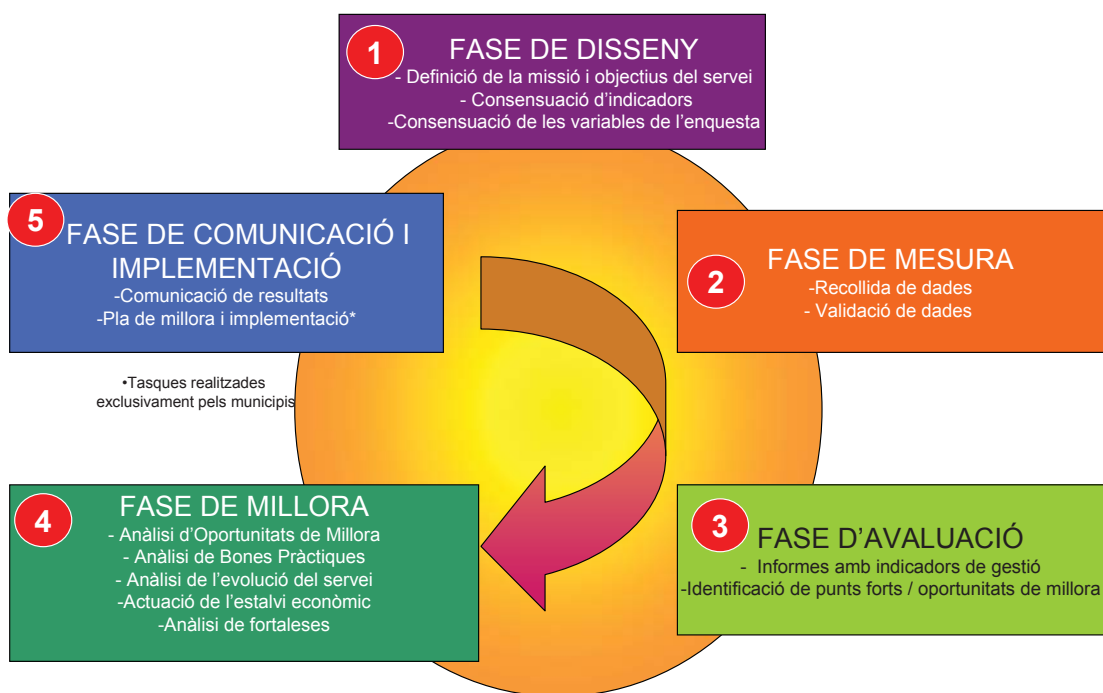 1
FASE DE DISSENY
- Definició de la missió i objectius del servei
- Consensuació d'indicadors
-Consensuació de les variables de l'enquesta
2
FASE DE MESURA
-Recollida de dades
- Validació de dades
3
FASE D'AVALUACIÓ
- Informes amb indicadors de gestió
-Identificació de punts forts / oportunitats de millora
4
FASE DE MILLORA
- Anàlisi d'Oportunitats de Millora
- Anàlisi de Bones Pràctiques
- Anàlisi de l'evolució del servei
-Actuació de l'estalvi econòmic
-Anàlisi de fortaleses
5
FASE DE COMUNICACIÓ I
IMPLEMENTACIÓ
-Comunicació de resultats
-Pla de millora i implementació*
•Tasques realitzades
exclusivament pels municipis